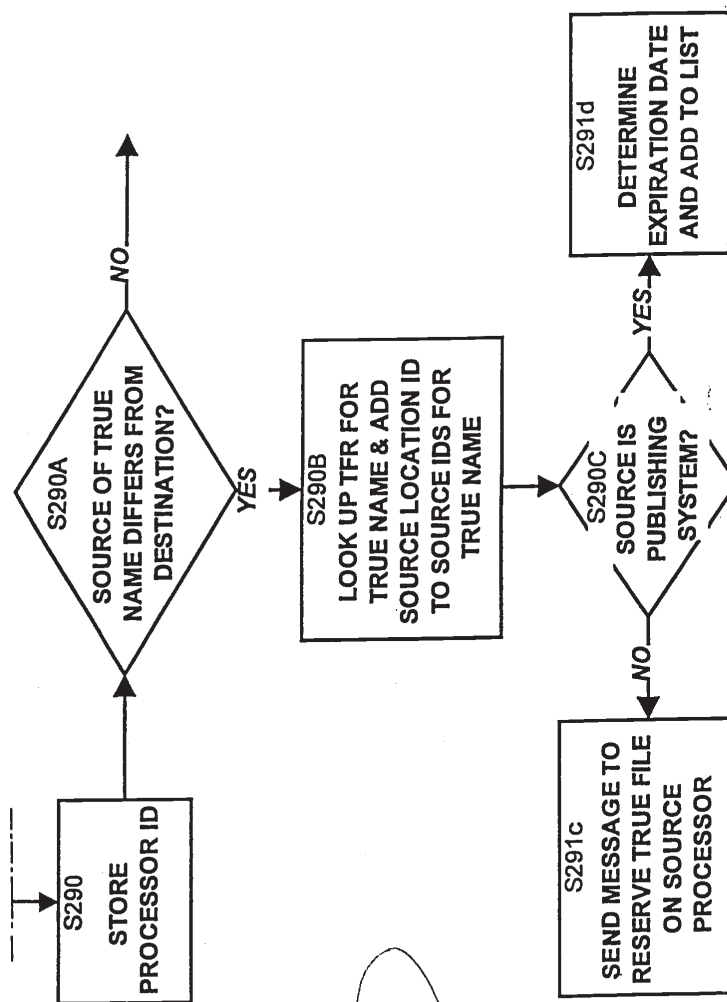 S290
STORE
PROCESSOR ID
S290A
SOURCE OF TRUE
NAME DIFFERS FROM
DESTINATION?
NO
YES
S290B
LOOK UP TFR FOR
TRUE NAME & ADD
SOURCE LOCATION ID
TO SOURCE IDS FOR
TRUE NAME
S290C
SOURCE IS
PUBLISHING
SYSTEM?
NO
YES
S291c
SEND MESSAGE TO
RESERVE TRUE FILE
ON SOURCE
PROCESSOR
S291d
DETERMINE
EXPIRATION DATE
AND ADD TO LIST